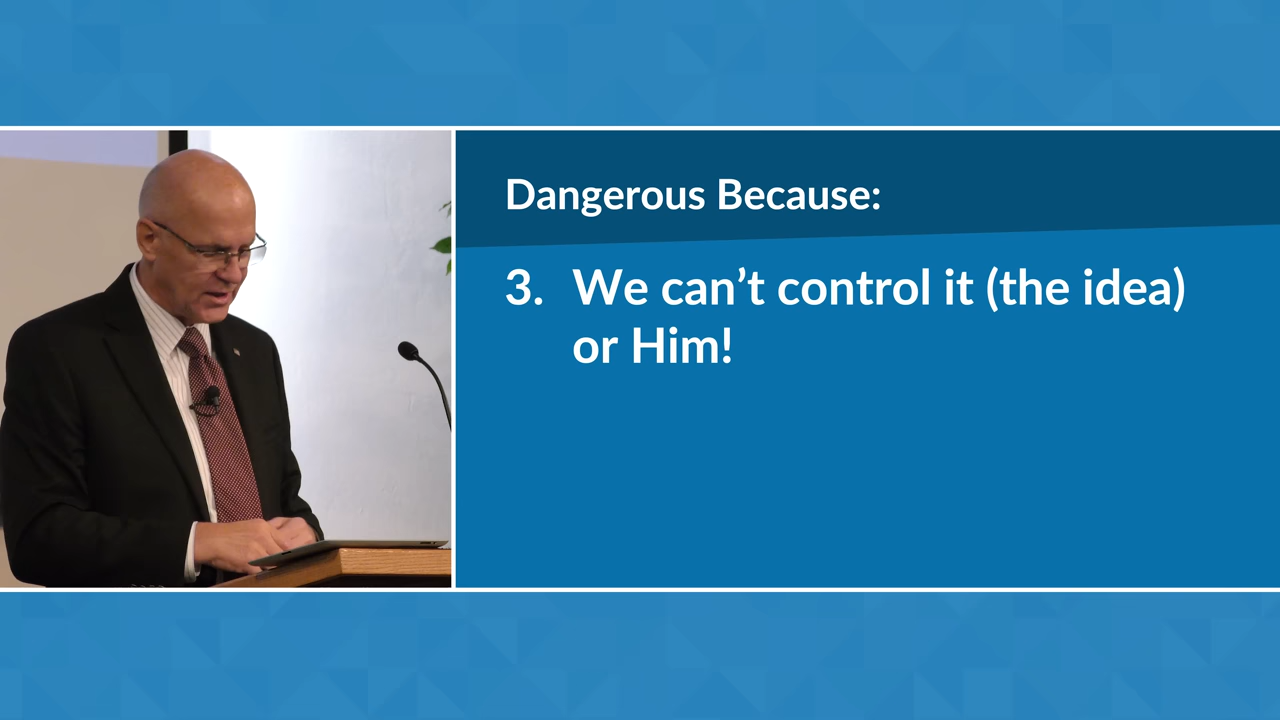 Dangerous Because:
3. We can’t control it (the idea)
or Him!